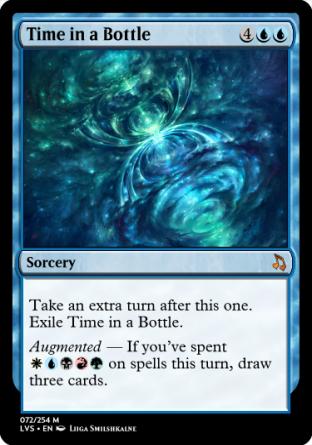 Time in a Bottle 4
Sorcery
Take an extra turn after this one.
Exile Time in a Bottle.
Augmented — If you've spent
on spells this turn, draw
three cards.
072/254 M
LVS • EN Liiga Smilshkalne